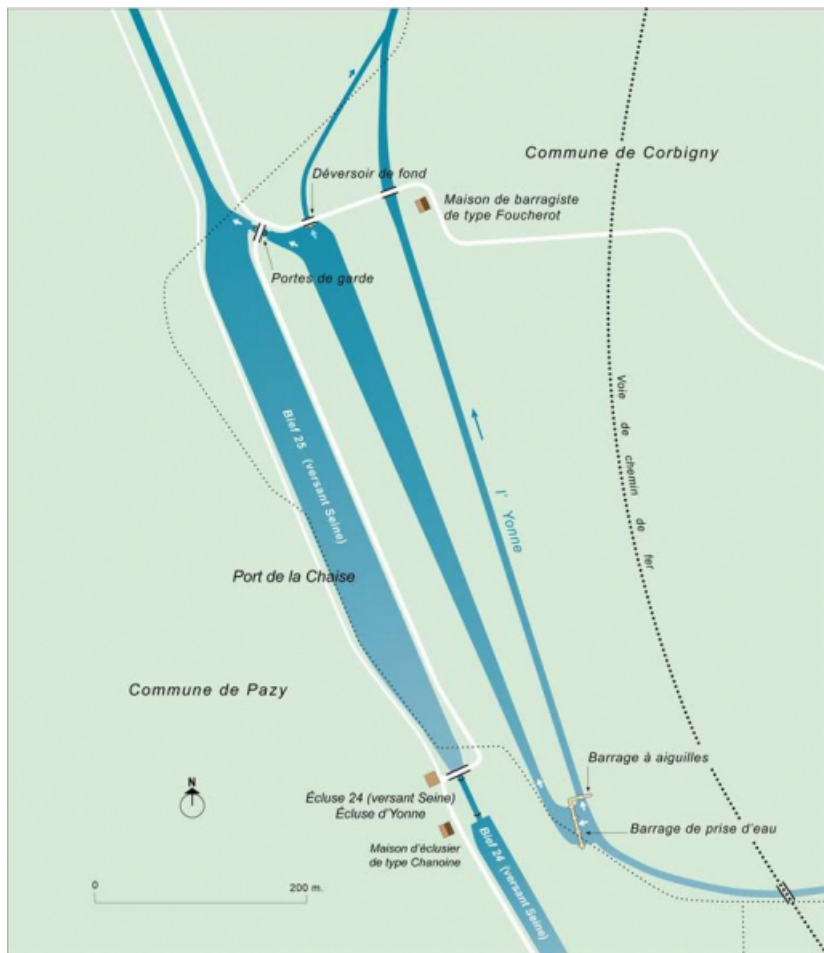 Commune de Corbigny
Déversoir de fond
Maison de barragiste
de type Foucherot
Portes de garde
Voie de chemin de fer
Bief 25 (versant Seine)
l' Yonne
Port de la Chaise
Commune de Pazy
Barrage à aiguilles
N
Écluse 24 (versant Seine)
Écluse d'Yonne
Barrage de prise d'eau
Maison d'éclusier
de type Chanoine
Bief 24 (versant Seine)
0
200 m.